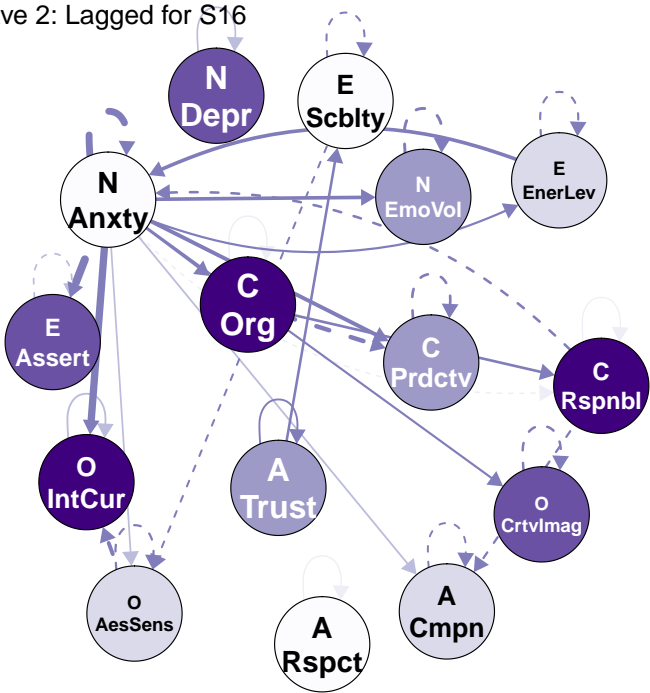 ve 2: Lagged for S16
N
Depr
E
Scblty
E
EnerLev
N
Anxty
N
EmoVol
C
Org
E
Assert
C
Prdctv
C
Rspnbl
O
IntCur
A
Trust
O
CrtvImag
O
AesSens
A
Cmpn
A
Rspct